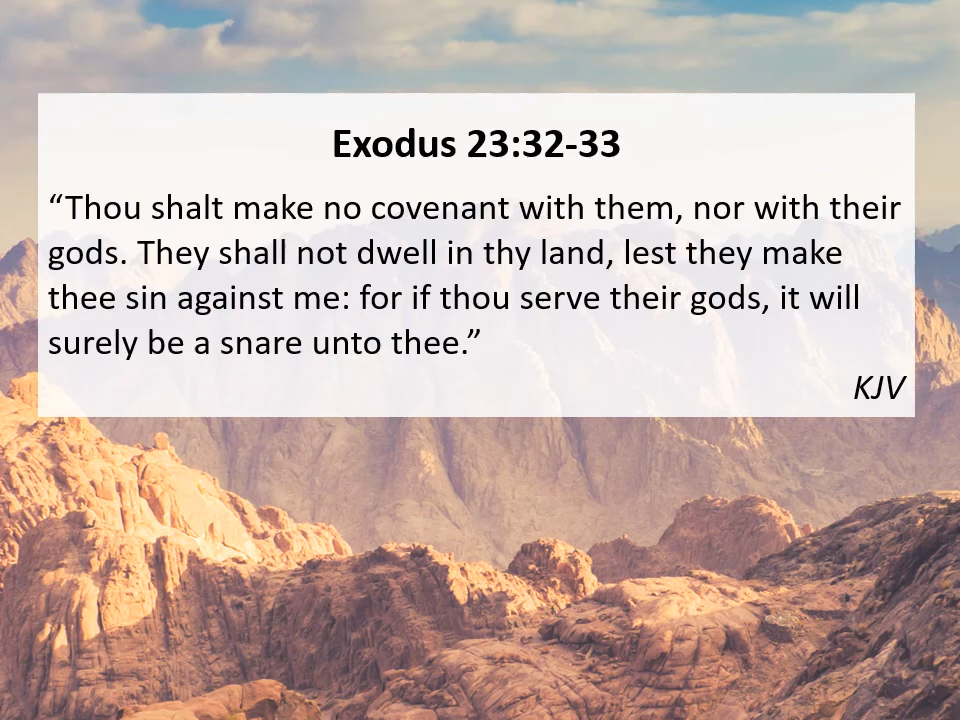 Exodus 23:32-33
“Thou shalt make no covenant with them, nor with their
gods. They shall not dwell in thy land, lest they make
thee sin against me: for if thou serve their gods, it will
surely be a snare unto thee.”
KJV